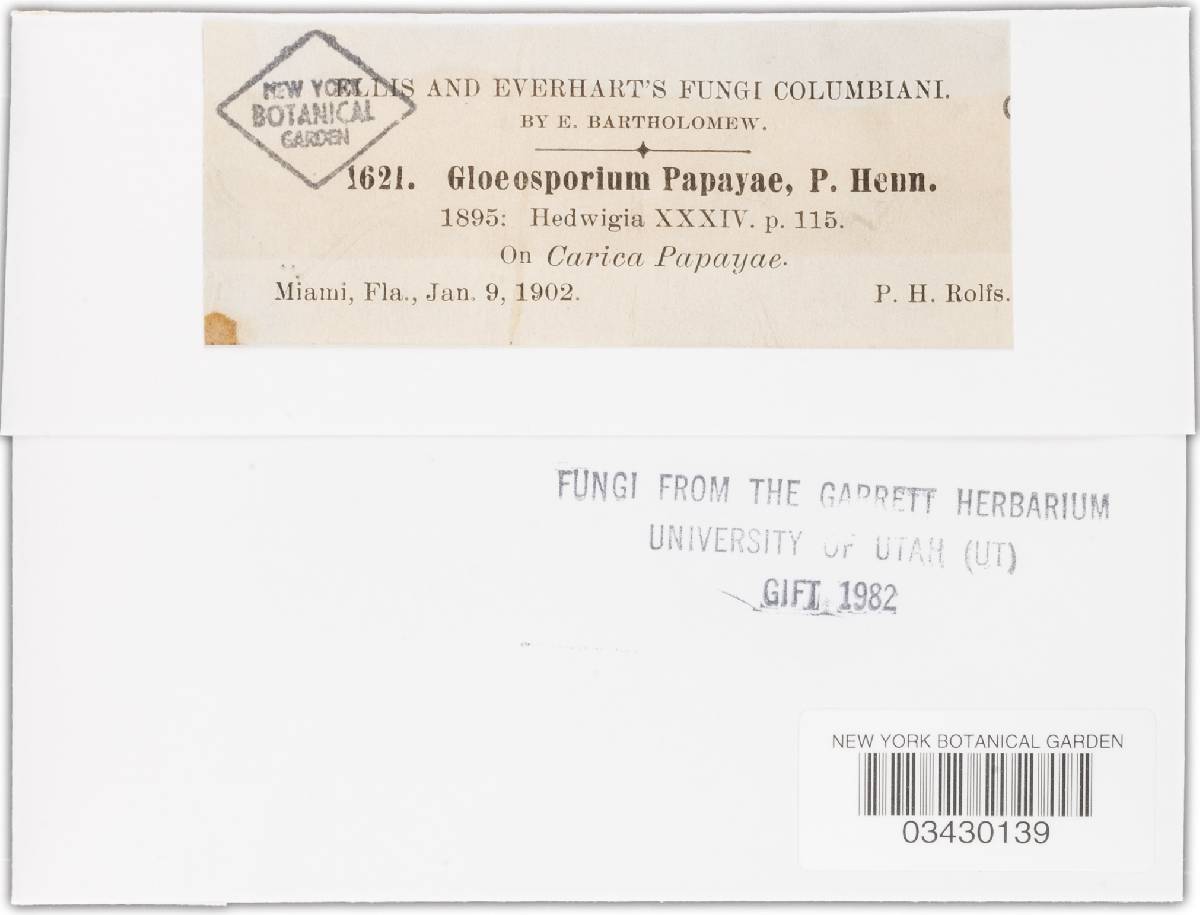 NEW YORK
BOTANICAL
GARDEN
ELLIS AND EVERHART'S FUNGI COLUMBIANI.
BY E. BARTHOLOMEW.
1621. Gloeosporium Papayae, P. Henn.
1895: Hedwigia XXXIV. p. 115.
On Carica Papayae.
Miami, Fla., Jan. 9, 1902. P. H. Rolfs.
FUNGI FROM THE GARRETT HERBARIUM
UNIVERSITY OF UTAH (UT)
GIFT 1982
NEW YORK BOTANICAL GARDEN
03430139